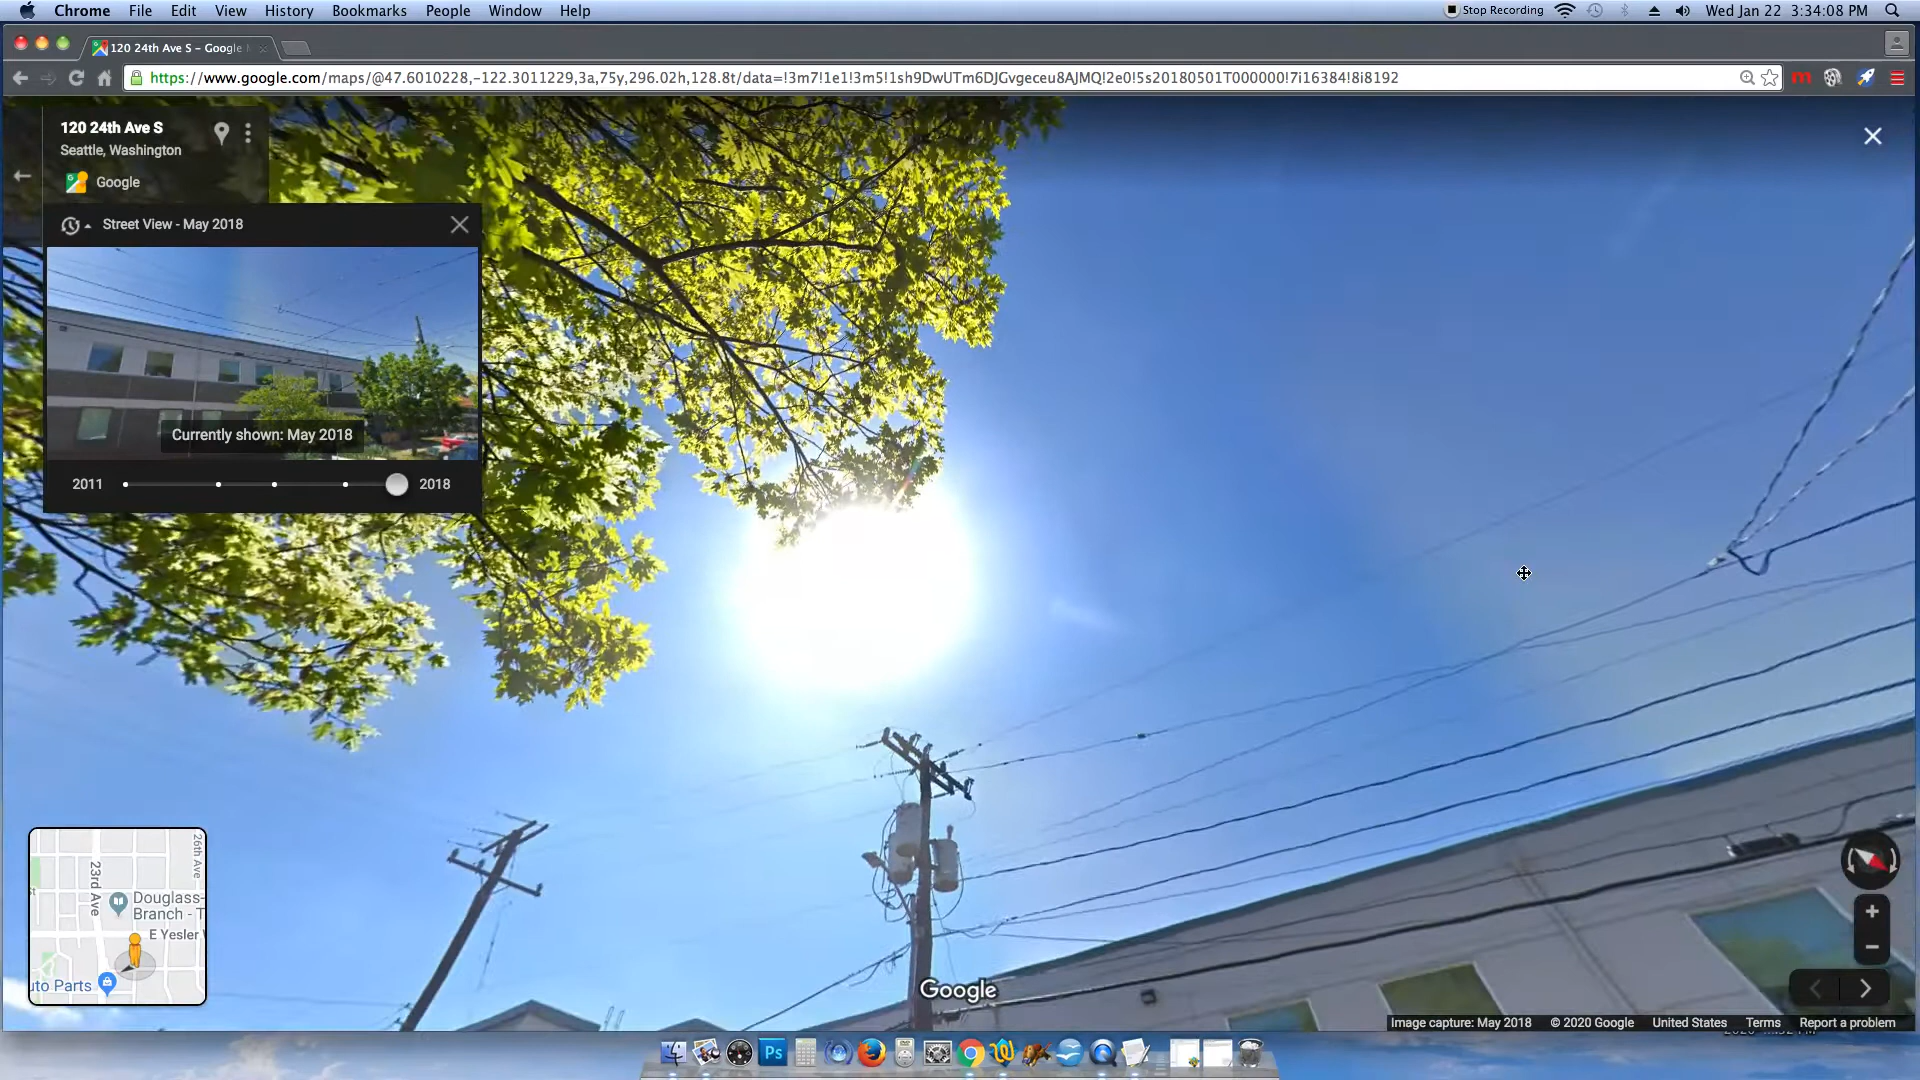 Chrome File Edit View History Bookmarks People Window Help
Stop Recording
Wed Jan 22 3:34:08 PM
120 24th Ave S – Google M
https://www.google.com/maps/@47.6010228,-122.3011229,3a,75y,296.02h,128.8t/data=!3m7!1e1!3m5!1sh9DwUTm6DJGvgeceu8AJMQ!2e0!5s20180501T000000!7i16384!8i8192
m
120 24th Ave S
Seattle, Washington
Google
Street View - May 2018
Currently shown: May 2018
2011
2018
23rd Ave
26th Ave
Douglass-
Branch - T
E Yesler
uto Parts
Google
Image capture: May 2018 © 2020 Google United States Terms Report a problem
Ps